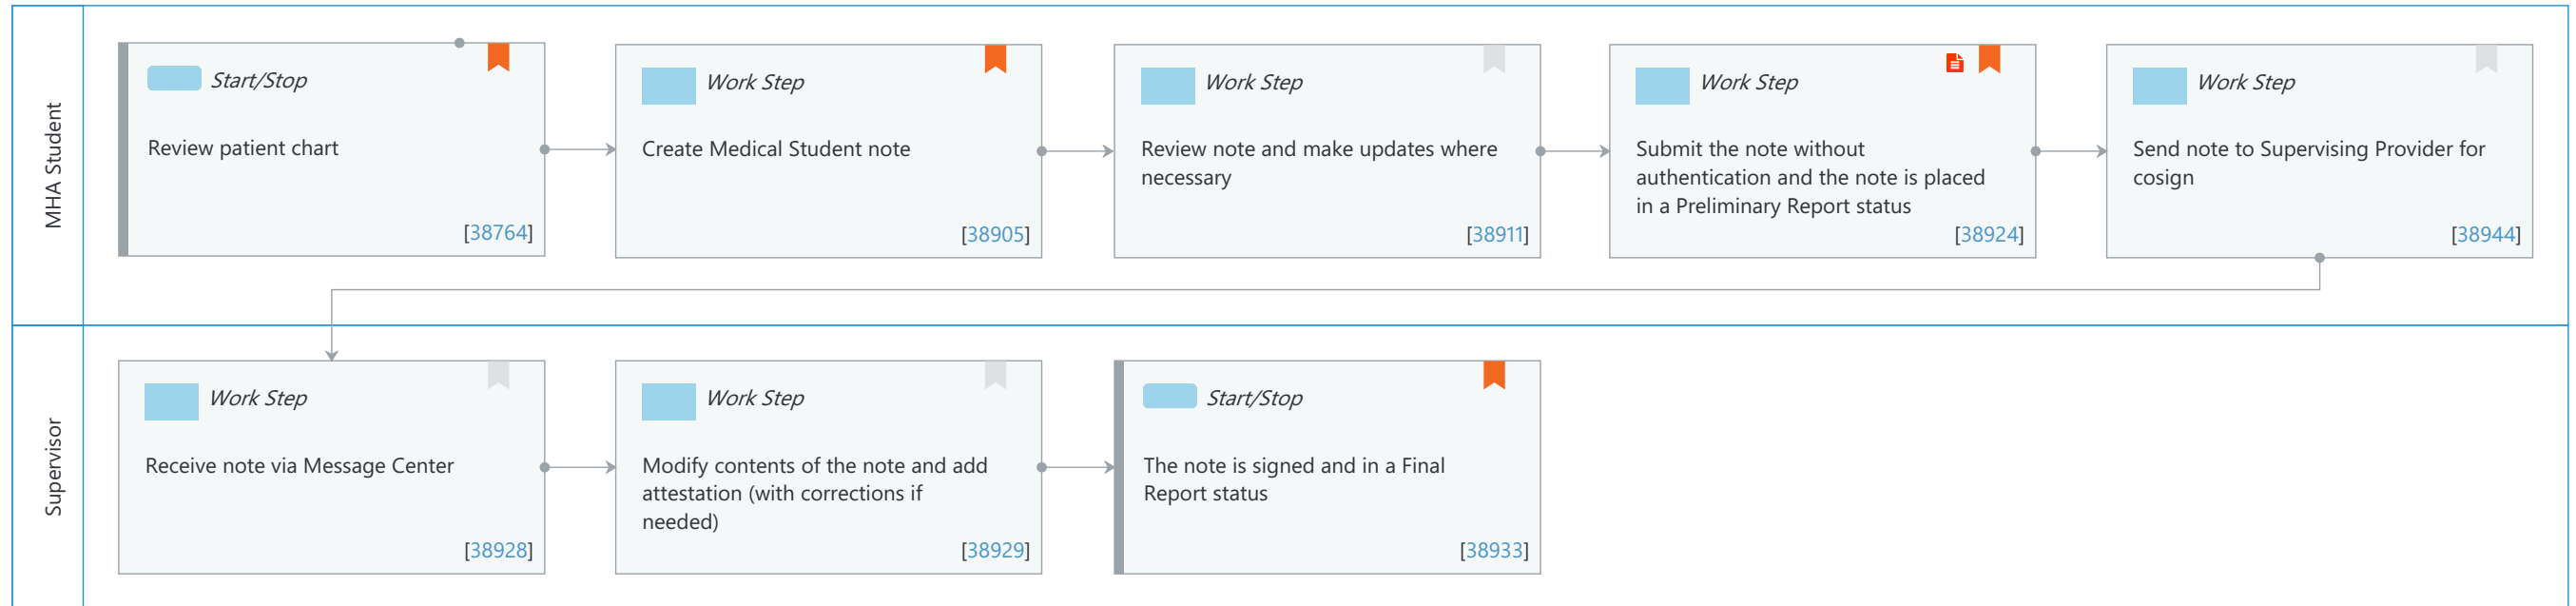 MHA Student
Start/Stop
Review patient chart
[38764]
Work Step
Create Medical Student note
[38905]
Work Step
Review note and make updates where
necessary
[38911]
Work Step
Submit the note without
authentication and the note is placed
in a Preliminary Report status
[38924]
Work Step
Send note to Supervising Provider for
cosign
[38944]
Supervisor
Work Step
Receive note via Message Center
[38928]
Work Step
Modify contents of the note and add
attestation (with corrections if
needed)
[38929]
Start/Stop
The note is signed and in a Final
Report status
[38933]